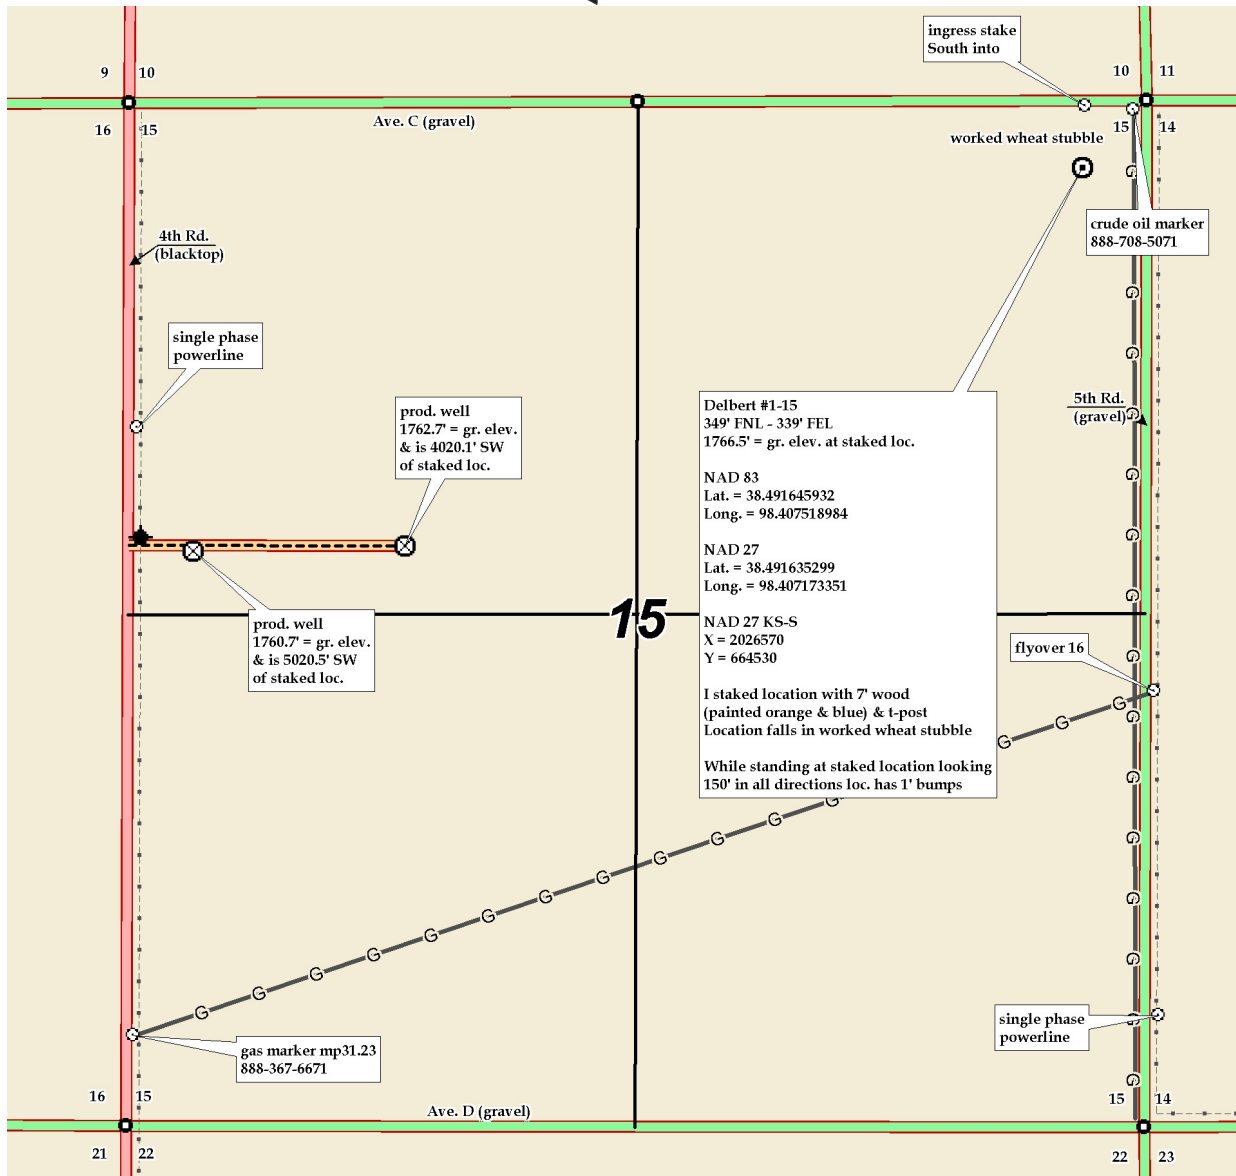 ingress stake
South into
9 10
10 11
Ave. C (gravel)
16 15
15 14
worked wheat stubble
crude oil marker
888-708-5071
4th Rd.
(blacktop)
single phase
powerline
prod. well
1762.7' = gr. elev.
& is 4020.1' SW
of staked loc.
5th Rd.
(gravel)
Delbert #1-15
349' FNL - 339' FEL
1766.5' = gr. elev. at staked loc.
NAD 83
Lat. = 38.491645932
Long. = 98.407518984
NAD 27
Lat. = 38.491635299
Long. = 98.407173351
NAD 27 KS-S
X = 2026570
Y = 664530
I staked location with 7' wood
(painted orange & blue) & t-post
Location falls in worked wheat stubble
While standing at staked location looking
150' in all directions loc. has 1' bumps
15
prod. well
1760.7' = gr. elev.
& is 5020.5' SW
of staked loc.
flyover 16
G G G G G G G G G G G G G G G
G G G G G G G G G G G G G G G
single phase
powerline
gas marker mp31.23
888-367-6671
16 15
15 14
Ave. D (gravel)
21 22
22 23